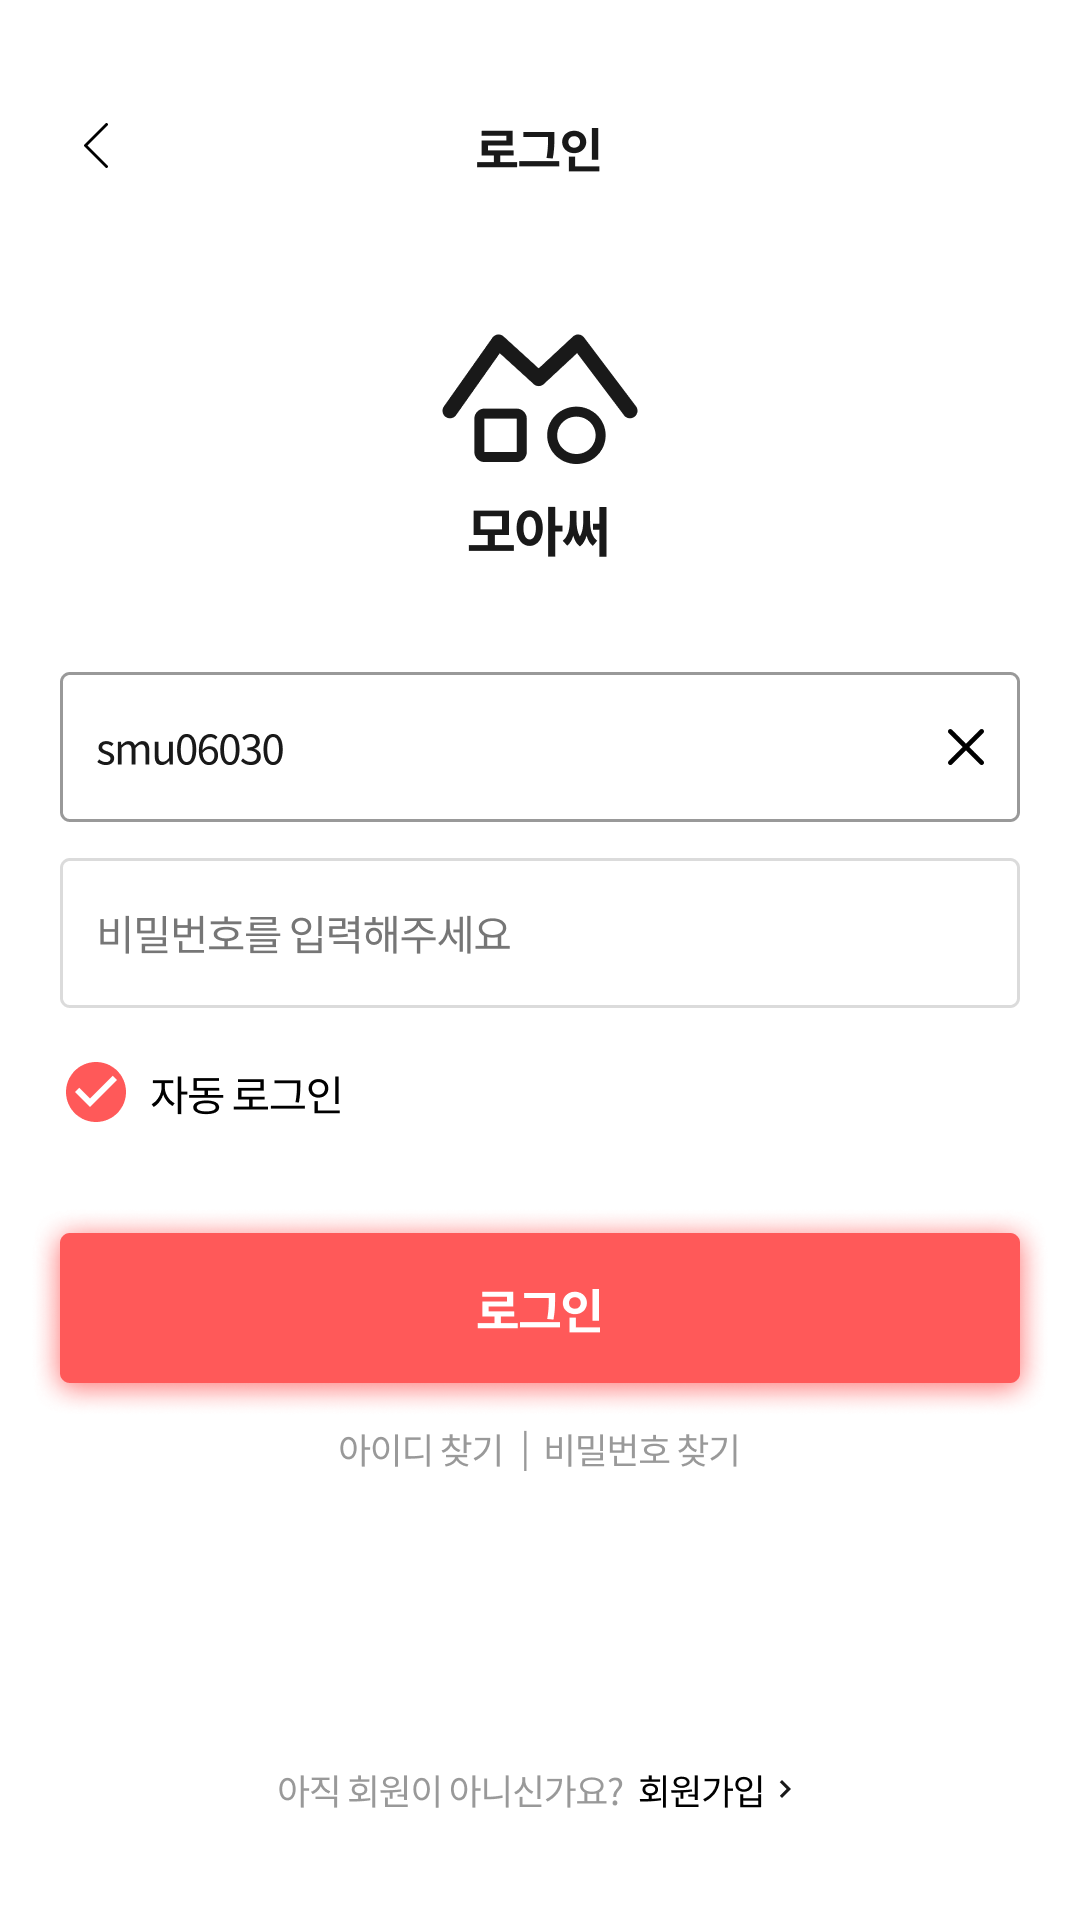 로그인
모아써
smu06030
비밀번호를 입력해주세요
자동 로그인
로그인
아이디 찾기 | 비밀번호 찾기
아직 회원이 아니신가요? 회원가입 >